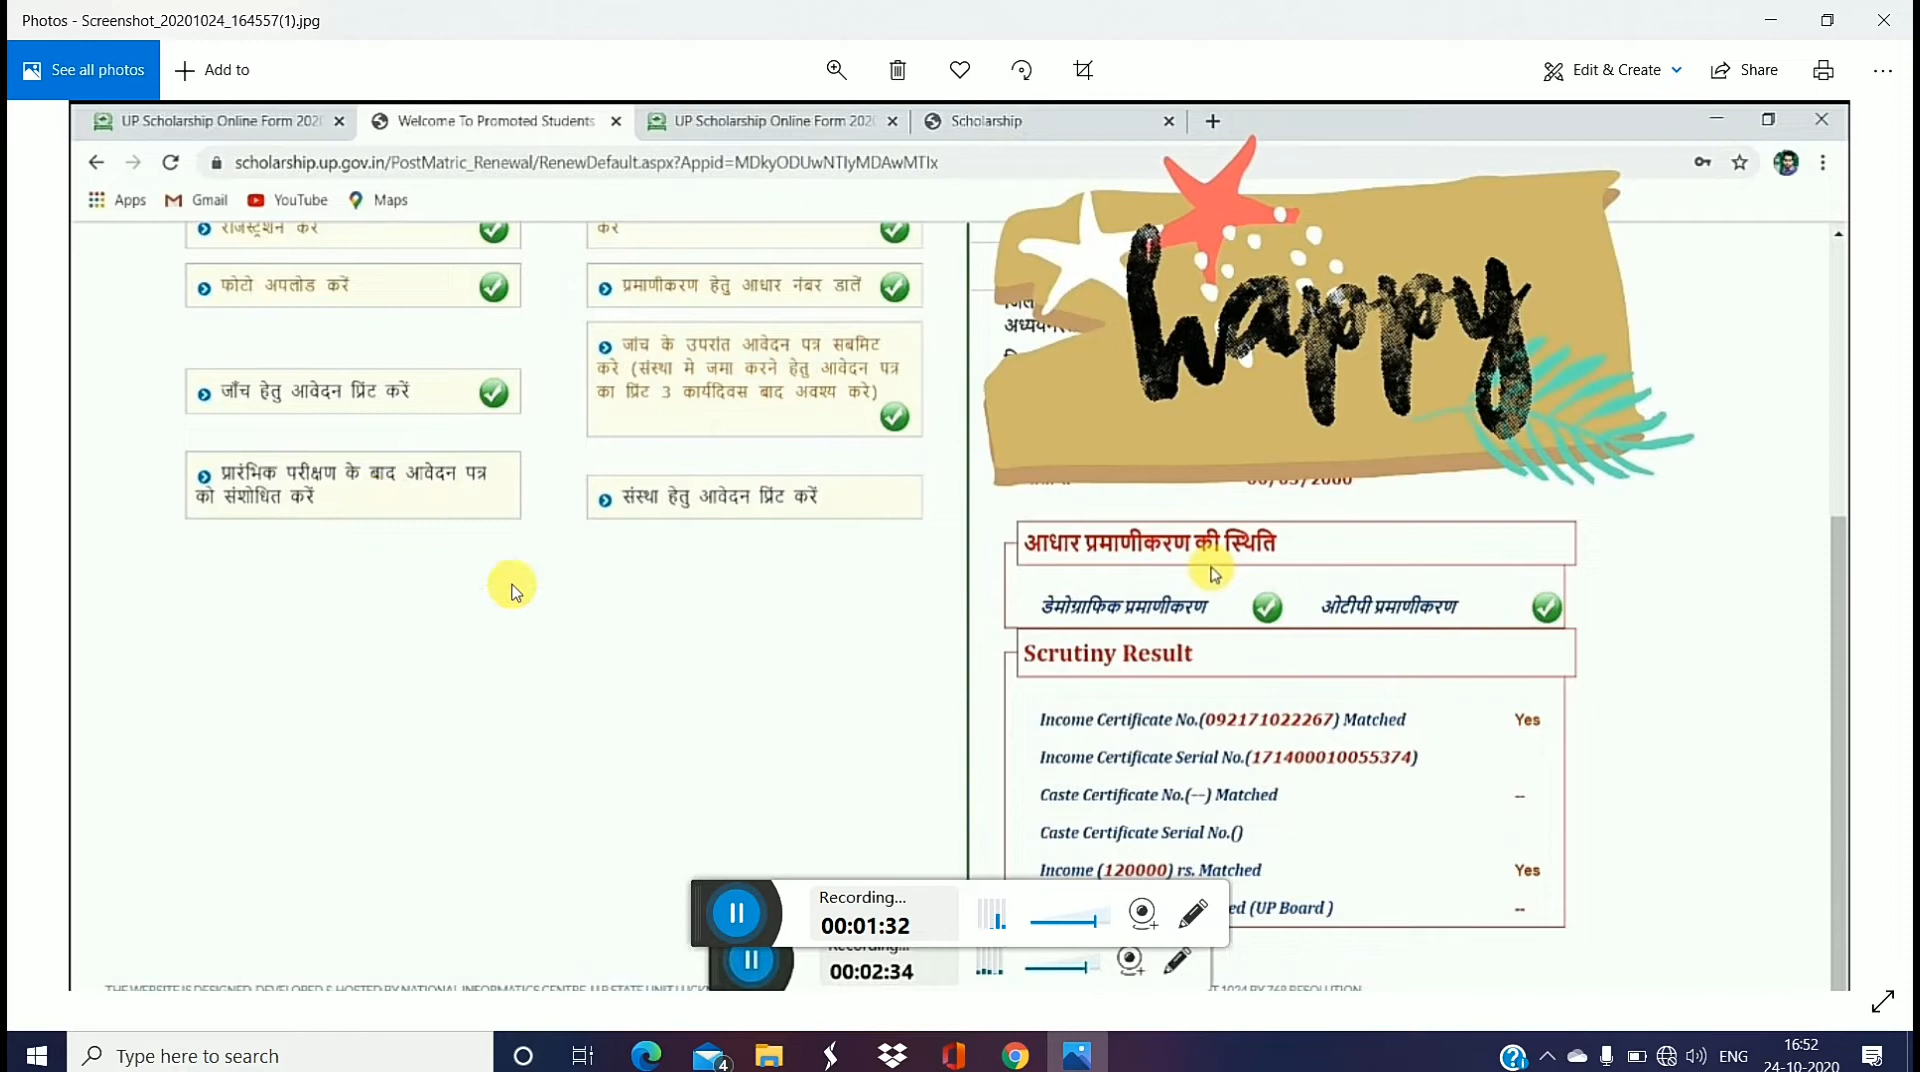 Photos - Screenshot_20201024_164557(1).jpg
See all photos
Add to
Edit & Create
Share
UP Scholarship Online Form 202
Welcome To Promoted Students
UP Scholarship Online Form 202
Scholarship
scholarship.up.gov.in/PostMatric_Renewal/RenewDefault.aspx?Appid=MDkyODUwNTIyMDAwMTIx
Apps
Gmail
YouTube
Maps
रजिस्ट्रेशन करें
करें
फोटो अपलोड करें
प्रमाणीकरण हेतु आधार नंबर डालें
जांच के उपरांत आवेदन पत्र सबमिट
करे (संस्था मे जमा करने हेतु आवेदन पत्र
का प्रिंट 3 कार्यदिवस बाद अवश्य करे)
जाँच हेतु आवेदन प्रिंट करें
प्रारंभिक परीक्षण के बाद आवेदन पत्र
को संशोधित करें
संस्था हेतु आवेदन प्रिंट करें
happy
आधार प्रमाणीकरण की स्थिति
डेमोग्राफिक प्रमाणीकरण
ओटीपी प्रमाणीकरण
Scrutiny Result
Income Certificate No.(092171022267) Matched Yes
Income Certificate Serial No.(171400010055374)
Caste Certificate No.(--) Matched --
Caste Certificate Serial No.()
Income (120000) rs. Matched Yes
ed (UP Board ) --
Recording...
00:01:32
Recording...
00:02:34
Type here to search
4
ENG
16:52
24-10-2020